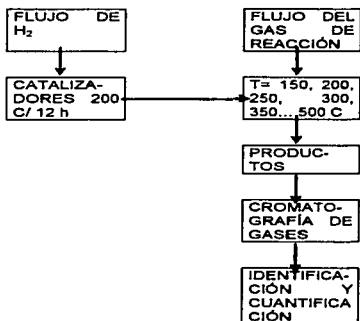 FLUJO DE
H₂
FLUJO DEL
GAS DE
REACCIÓN
CATALIZA-
DORES 200
C/ 12 h
T= 150, 200,
250, 300,
350...500 C
PRODUC-
TOS
CROMATO-
GRAFÍA DE
GASES
IDENTIFICA-
CIÓN Y
CUANTIFICA
CIÓN